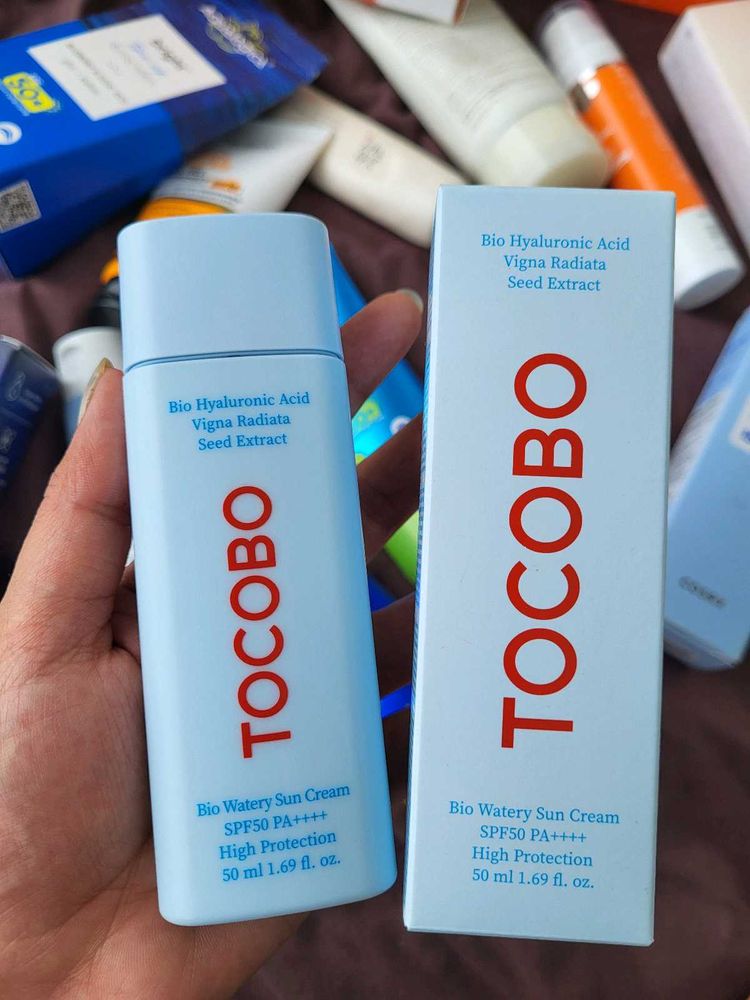 Bio Hyaluronic Acid
Vigna Radiata
Seed Extract
TOCOBO
Bio Watery Sun Cream
SPF50 PA++++
High Protection
50 ml 1.69 fl. oz.
Bio Hyaluronic Acid
Vigna Radiata
Seed Extract
TOCOBO
Bio Watery Sun Cream
SPF50 PA++++
High Protection
50 ml 1.69 fl. oz.